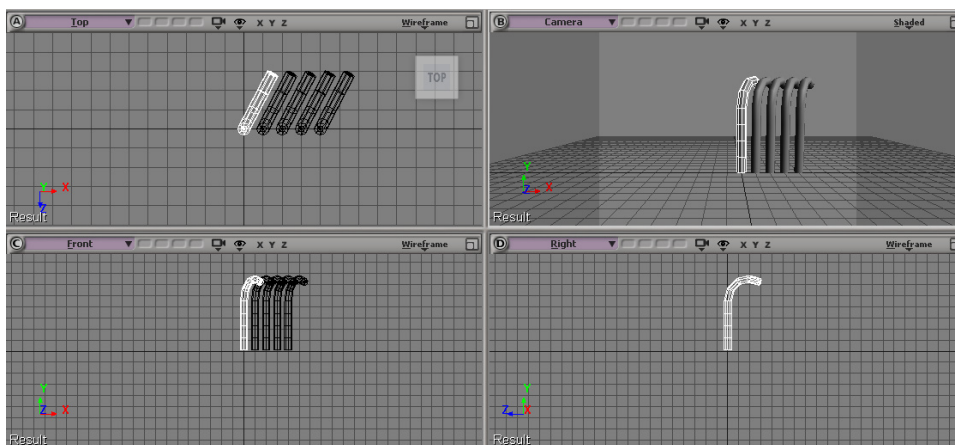 A Top X Y Z Wireframe
TOP
Y X
Z
Result
B Camera X Y Z Shaded
Y
Z X
Result
C Front X Y Z Wireframe
Y
Z X
Result
D Right X Y Z Wireframe
Y
Z X
Result